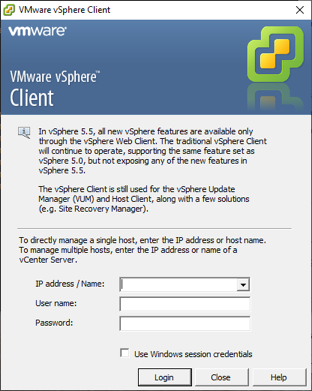 VMware vSphere Client
vmware®
VMware vSphere™
Client
In vSphere 5.5, all new vSphere features are available only
through the vSphere Web Client. The traditional vSphere Client
will continue to operate, supporting the same feature set as
vSphere 5.0, but not exposing any of the new features in
vSphere 5.5.
The vSphere Client is still used for the vSphere Update
Manager (VUM) and Host Client, along with a few solutions
(e.g. Site Recovery Manager).
To directly manage a single host, enter the IP address or host name.
To manage multiple hosts, enter the IP address or name of a
vCenter Server.
IP address / Name:
User name:
Password:
Use Windows session credentials
Login Close Help